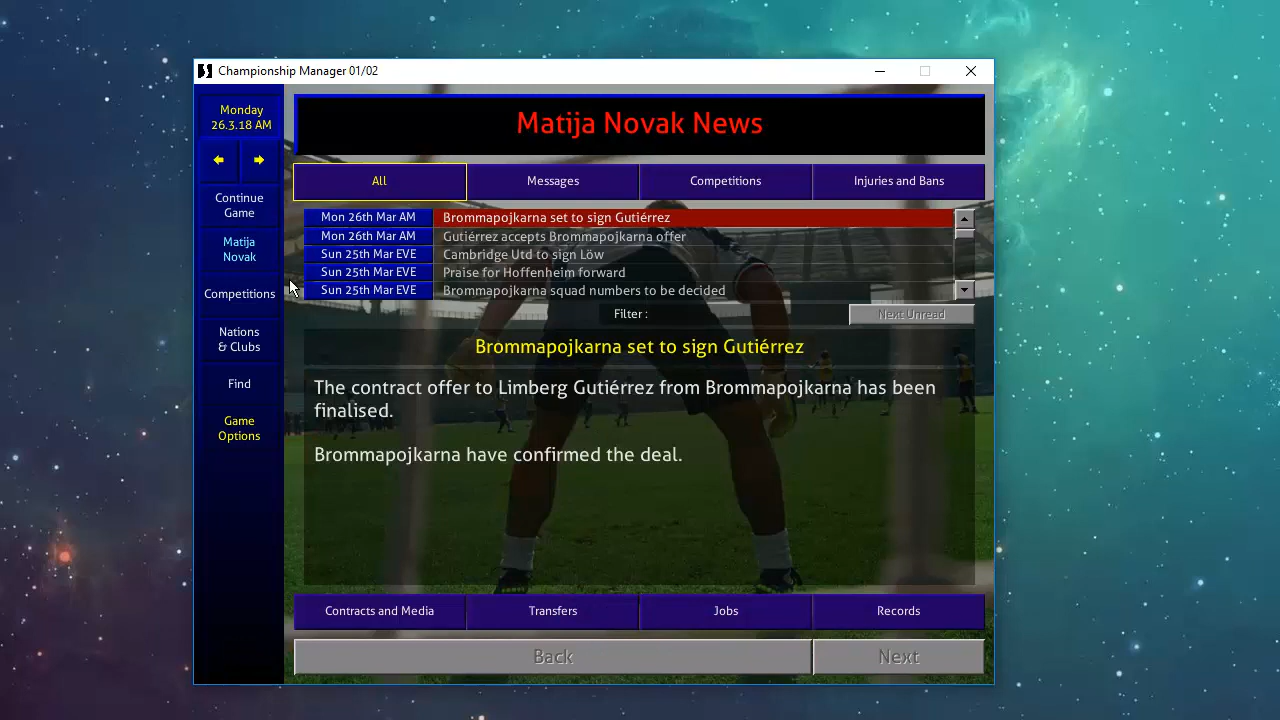 Championship Manager 01/02
Monday
26.3.18 AM
Continue
Game
Matija
Novak
Competitions
Nations
& Clubs
Find
Game
Options
Matija Novak News
All
Messages
Competitions
Injuries and Bans
Mon 26th Mar AM Brommapojkarna set to sign Gutiérrez
Mon 26th Mar AM Gutiérrez accepts Brommapojkarna offer
Sun 25th Mar EVE Cambridge Utd to sign Löw
Sun 25th Mar EVE Praise for Hoffenheim forward
Sun 25th Mar EVE Brommapojkarna squad numbers to be decided
Filter :
Next Unread
Brommapojkarna set to sign Gutiérrez
The contract offer to Limberg Gutiérrez from Brommapojkarna has been
finalised.
Brommapojkarna have confirmed the deal.
Contracts and Media
Transfers
Jobs
Records
Back
Next